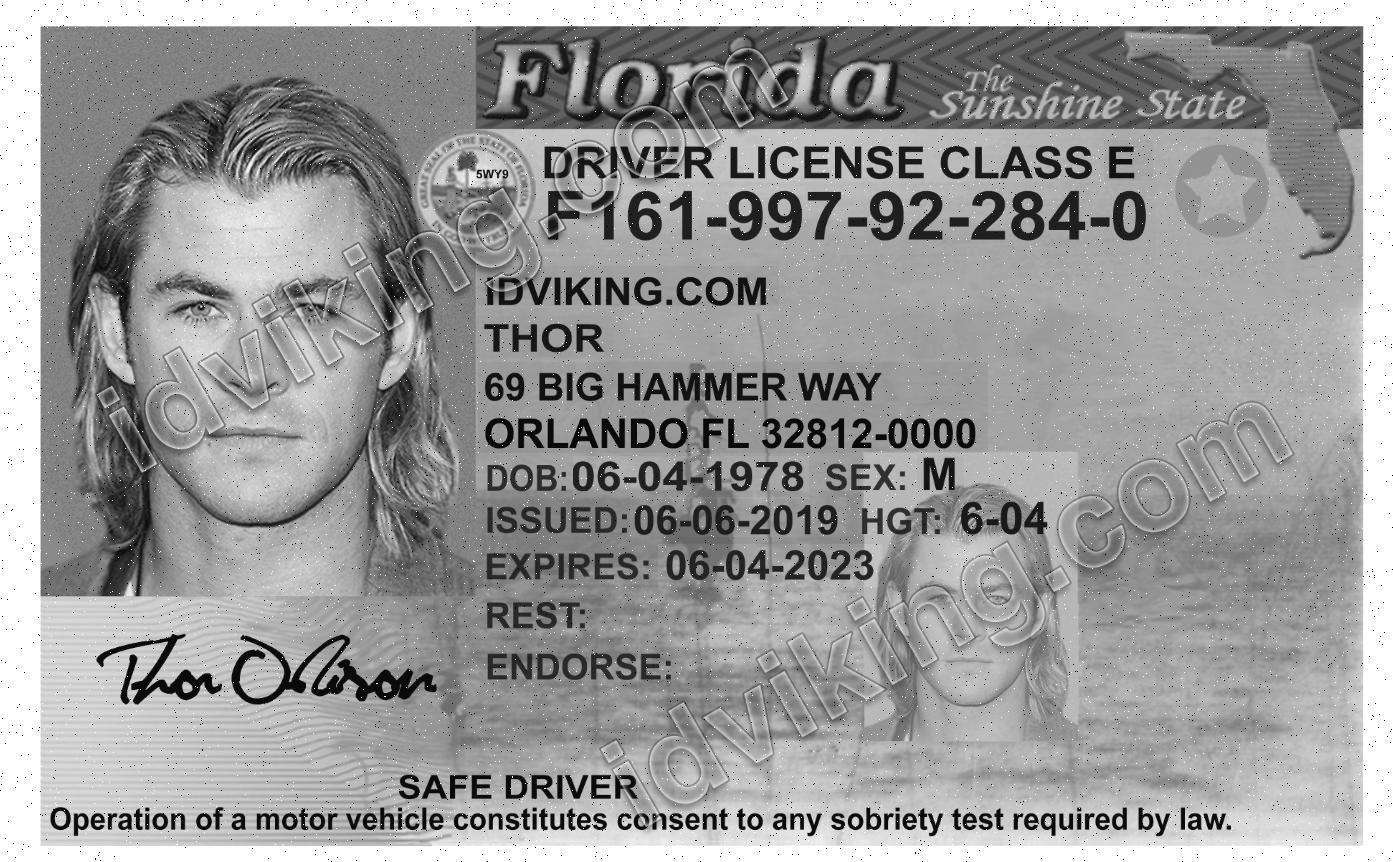 Florida
The
Sunshine State
5WY9
DRIVER LICENSE CLASS E
F161-997-92-284-0
IDVIKING.COM
THOR
69 BIG HAMMER WAY
ORLANDO FL 32812-0000
DOB: 06-04-1978 SEX: M
ISSUED: 06-06-2019 HGT: 6-04
EXPIRES: 06-04-2023
REST:
ENDORSE:
Thor Odinson
SAFE DRIVER
Operation of a motor vehicle constitutes consent to any sobriety test required by law.
idviking.com
idviking.com